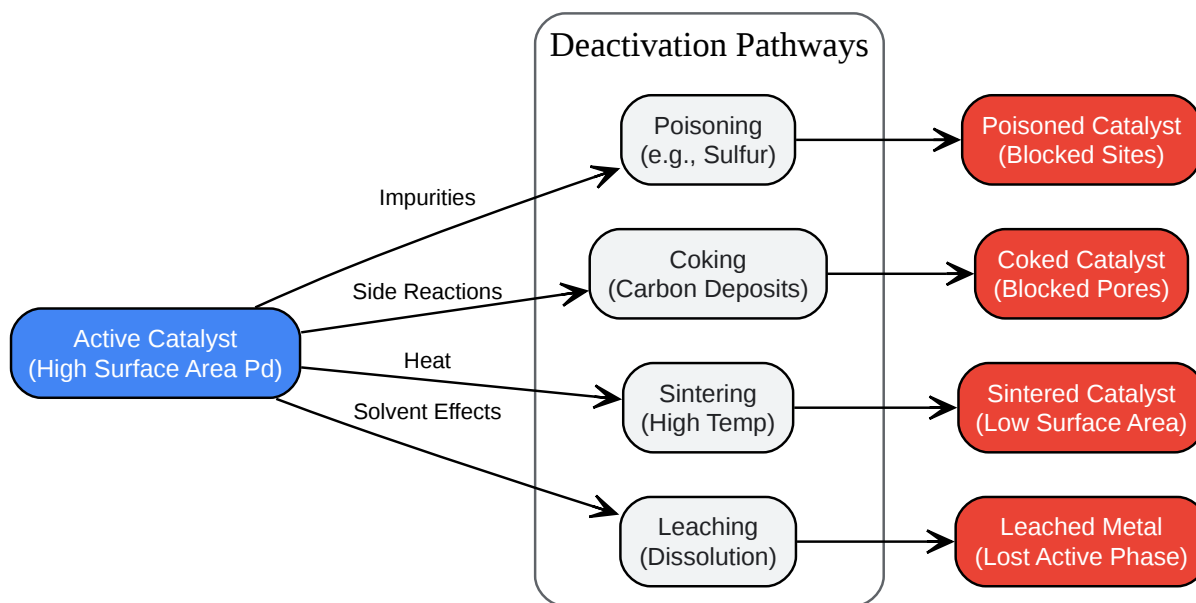 Deactivation Pathways
Poisoning
(e.g., Sulfur)
Poisoned Catalyst
(Blocked Sites)
Impurities
Coking
(Carbon Deposits)
Coked Catalyst
(Blocked Pores)
Side Reactions
Active Catalyst
(High Surface Area Pd)
Heat
Sintering
(High Temp)
Sintered Catalyst
(Low Surface Area)
Solvent Effects
Leaching
(Dissolution)
Leached Metal
(Lost Active Phase)